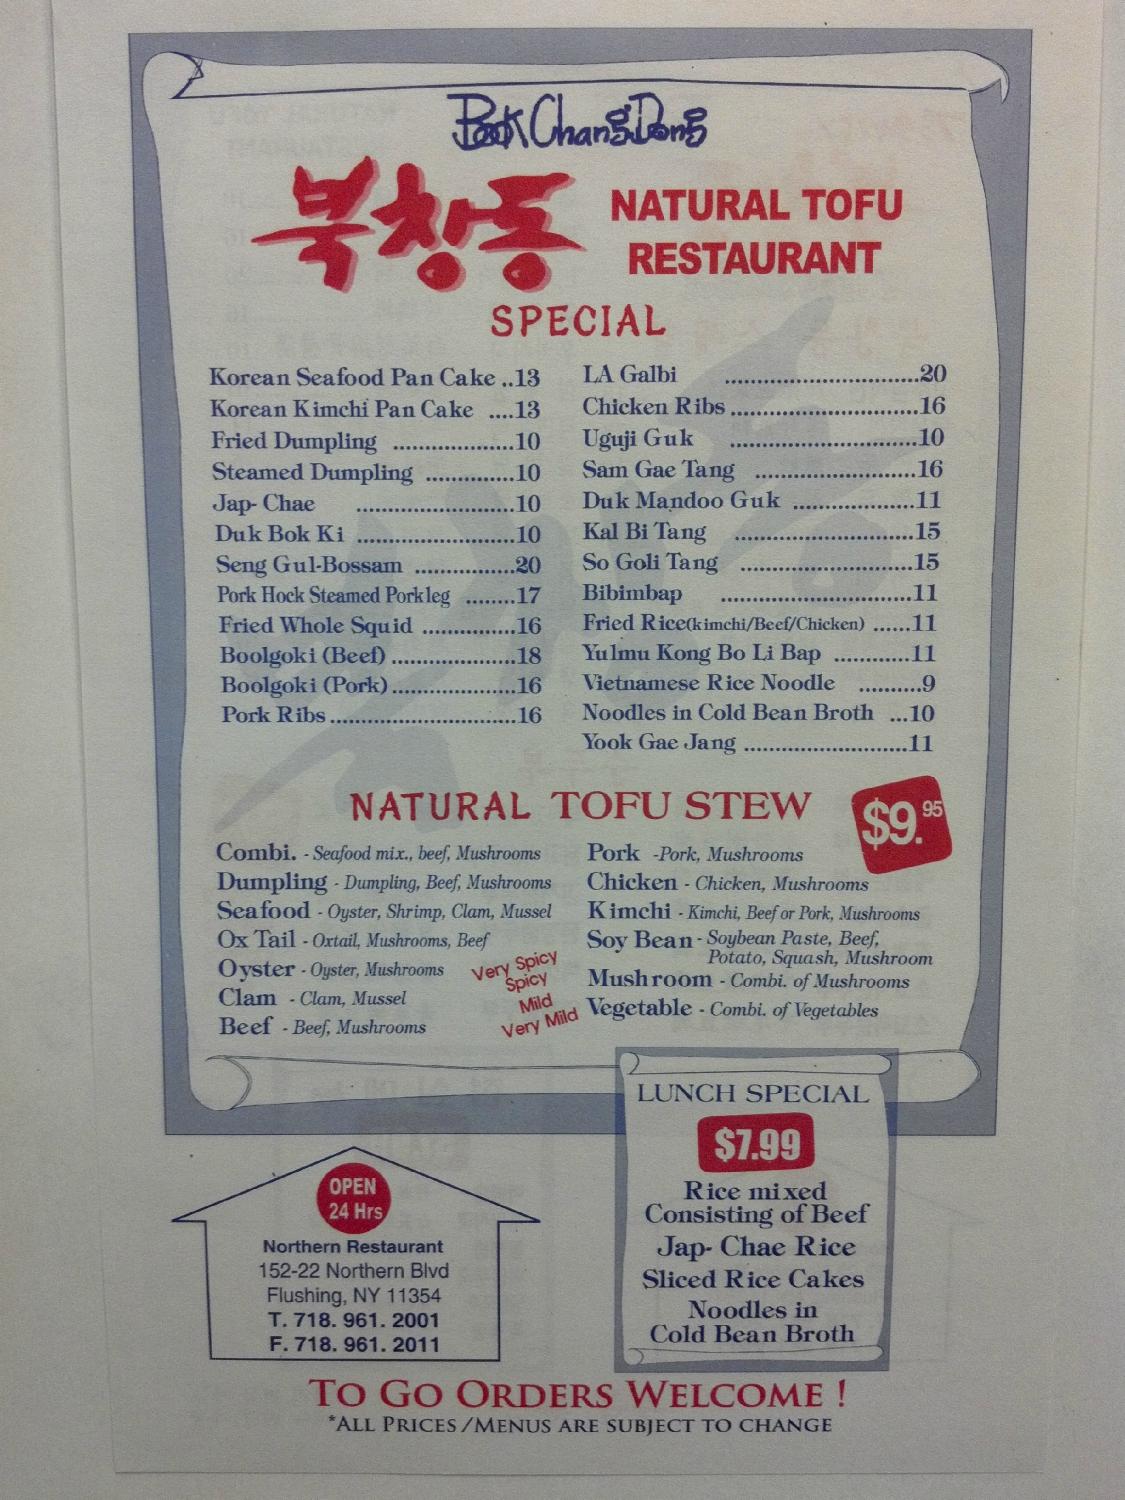 Book Chang Dong
북창동
NATURAL TOFU
RESTAURANT
SPECIAL
Korean Seafood Pan Cake ..13
Korean Kimchi Pan Cake ....13
Fried Dumpling ..................10
Steamed Dumpling .............10
Jap- Chae .......................10
Duk Bok Ki .......................10
Seng Gul-Bossam ...............20
Pork Hock Steamed Porkleg ........17
Fried Whole Squid ..............16
Boolgoki (Beef) ...................18
Boolgoki (Pork) ...................16
Pork Ribs ............................16
LA Galbi .............................20
Chicken Ribs ............................16
Uguji Guk ............................10
Sam Gae Tang ........................16
Duk Mandoo Guk ..................11
Kal Bi Tang ...........................15
So Goli Tang ..........................15
Bibimbap .............................11
Fried Rice(kimchi/Beef/Chicken) ......11
Yulmu Kong Bo Li Bap ...........11
Vietnamese Rice Noodle .........9
Noodles in Cold Bean Broth ...10
Yook Gae Jang ........................11
NATURAL TOFU STEW
$9.95
Combi. - Seafood mix., beef, Mushrooms
Dumpling - Dumpling, Beef, Mushrooms
Seafood - Oyster, Shrimp, Clam, Mussel
Ox Tail - Oxtail, Mushrooms, Beef
Oyster - Oyster, Mushrooms
Clam - Clam, Mussel
Beef - Beef, Mushrooms
Very Spicy
Spicy
Mild
Very Mild
Pork -Pork, Mushrooms
Chicken - Chicken, Mushrooms
Kimchi - Kimchi, Beef or Pork, Mushrooms
Soy Bean - Soybean Paste, Beef,
Potato, Squash, Mushroom
Mushroom - Combi. of Mushrooms
Vegetable - Combi. of Vegetables
LUNCH SPECIAL
$7.99
Rice mixed
Consisting of Beef
Jap- Chae Rice
Sliced Rice Cakes
Noodles in
Cold Bean Broth
OPEN
24 Hrs
Northern Restaurant
152-22 Northern Blvd
Flushing, NY 11354
T. 718. 961. 2001
F. 718. 961. 2011
TO GO ORDERS WELCOME !
*ALL PRICES/MENUS ARE SUBJECT TO CHANGE